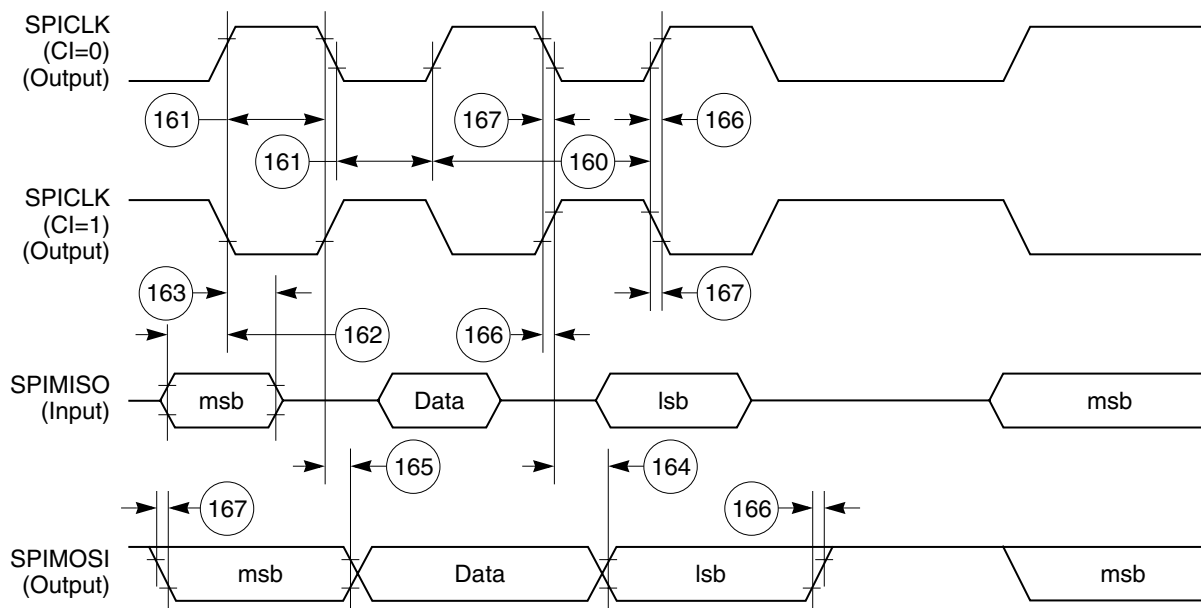 SPICLK
(CI=0)
(Output)
161
167
166
161
160
SPICLK
(CI=1)
(Output)
163
167
162
166
SPIMISO
(Input)
msb
Data
lsb
msb
165
164
167
166
SPIMOSI
(Output)
msb
Data
lsb
msb